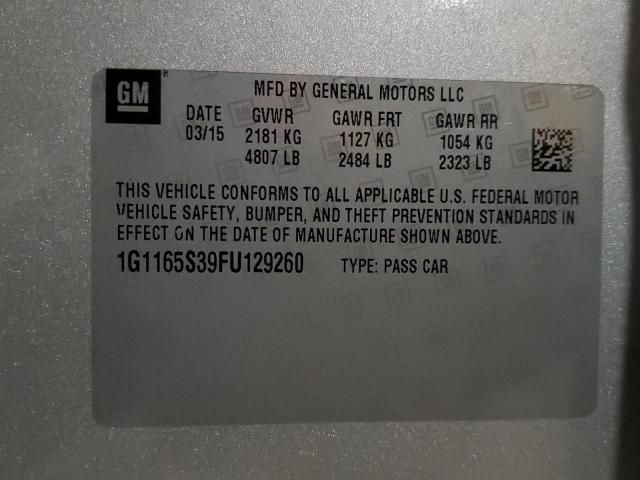 GM
MFD BY GENERAL MOTORS LLC
DATE GVWR GAWR FRT GAWR RR
03/15 2181 KG 1127 KG 1054 KG
4807 LB 2484 LB 2323 LB
THIS VEHICLE CONFORMS TO ALL APPLICABLE U.S. FEDERAL MOTOR
VEHICLE SAFETY, BUMPER, AND THEFT PREVENTION STANDARDS IN
EFFECT ON THE DATE OF MANUFACTURE SHOWN ABOVE.
1G1165S39FU129260 TYPE: PASS CAR